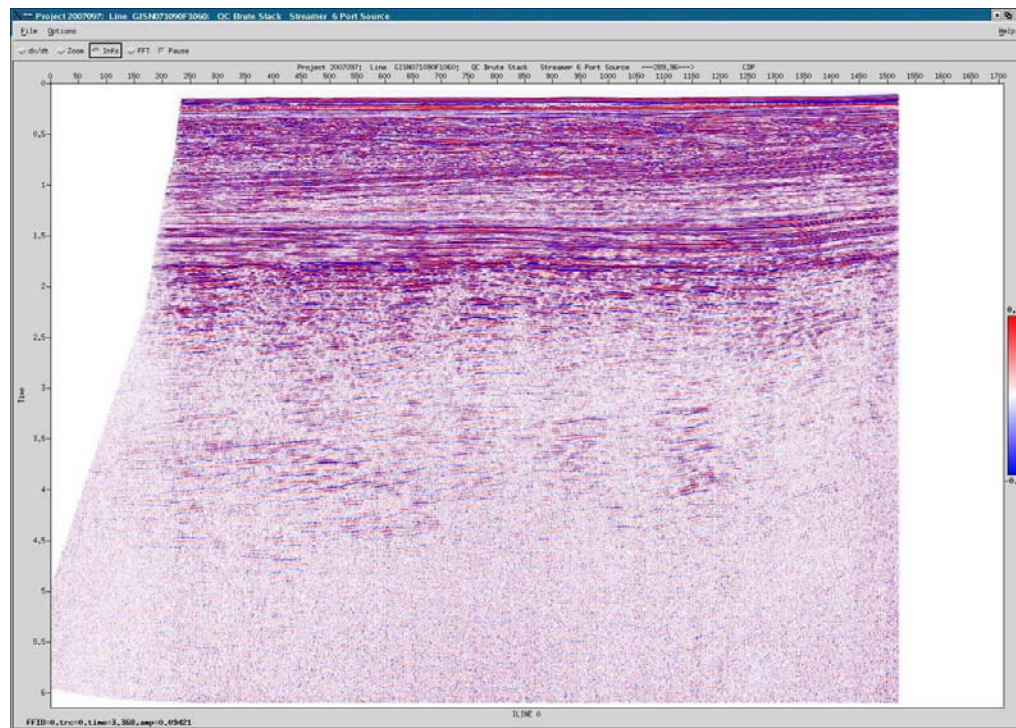 Project 2007097: Line GISN071090F1060: QC Brute Stack Streamer 6 Port Source
File Options Help
dx/dt Zoom Info FFT Pause
Project 2007097: Line GISN071090F1060: QC Brute Stack Streamer 6 Port Source CDP
0 50 100 150 200 250 300 350 400 450 500 550 600 650 700 750 800 850 900 950 1000 1050 1100 1150 1200 1250 1300 1350 1400 1450 1500 1550 1600 1650 1700
0
0.5
1
1.5
2
2.5
3
3.5
4
4.5
5
5.5
6
Time
0.
-0.
ILINE 0
FFID=0,trc=0,time=3.368,amp=0.09421